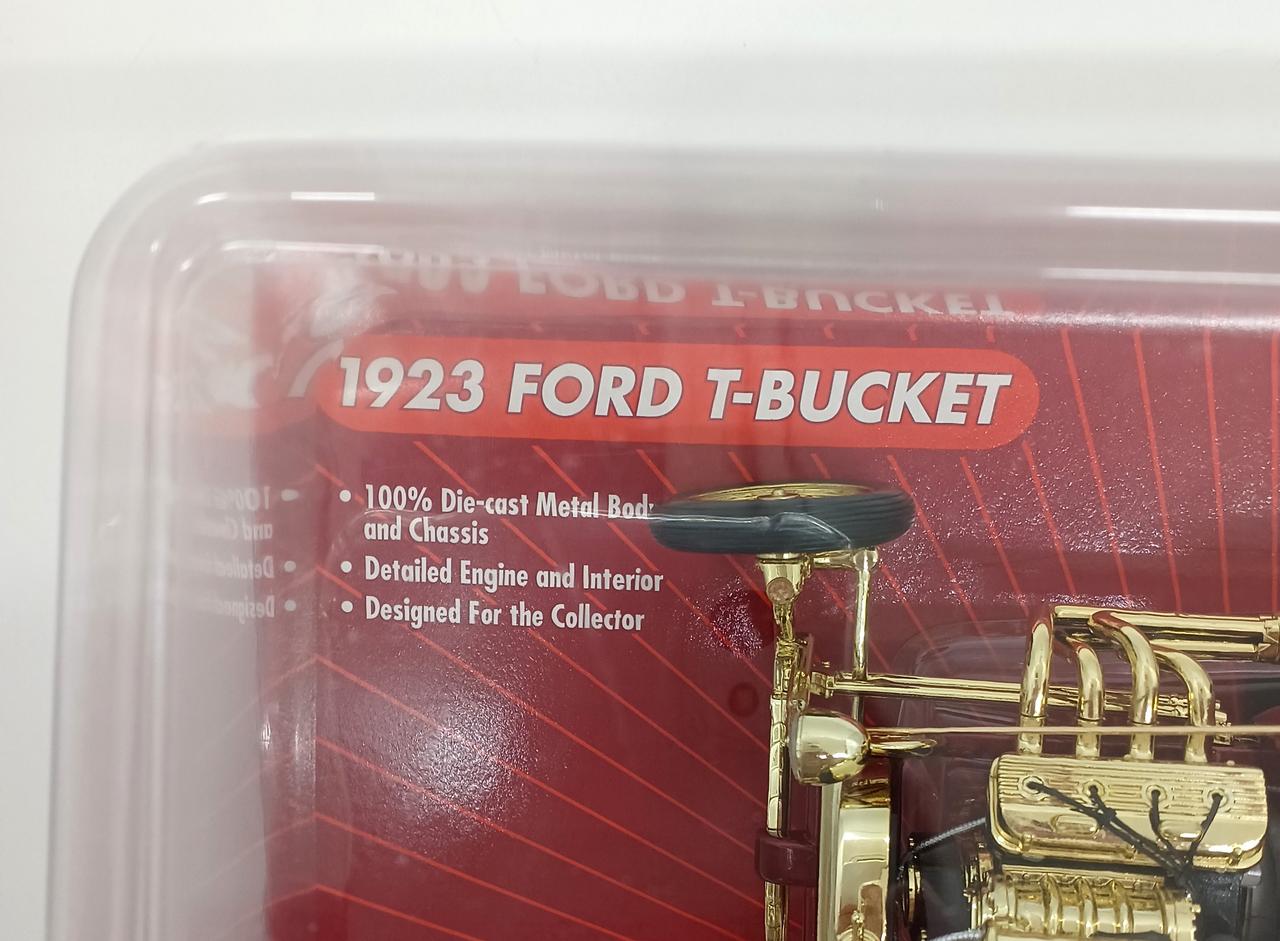 1923 FORD T-BUCKET
• 100% Die-cast Metal Body
and Chassis
• Detailed Engine and Interior
• Designed For the Collector